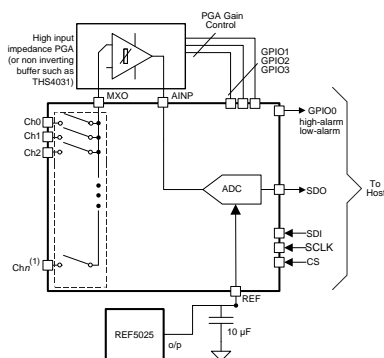 High input
impedance PGA
(or non inverting
buffer such as
THS4031)
PGA Gain
Control
GPIO1
GPIO2
GPIO3
MXO
AINP
Ch0
Ch1
Ch2
Chn(1)
ADC
GPIO0
high-alarm
low-alarm
SDO
To
Host
SDI
SCLK
CS
REF
REF5025
o/p
10 µF